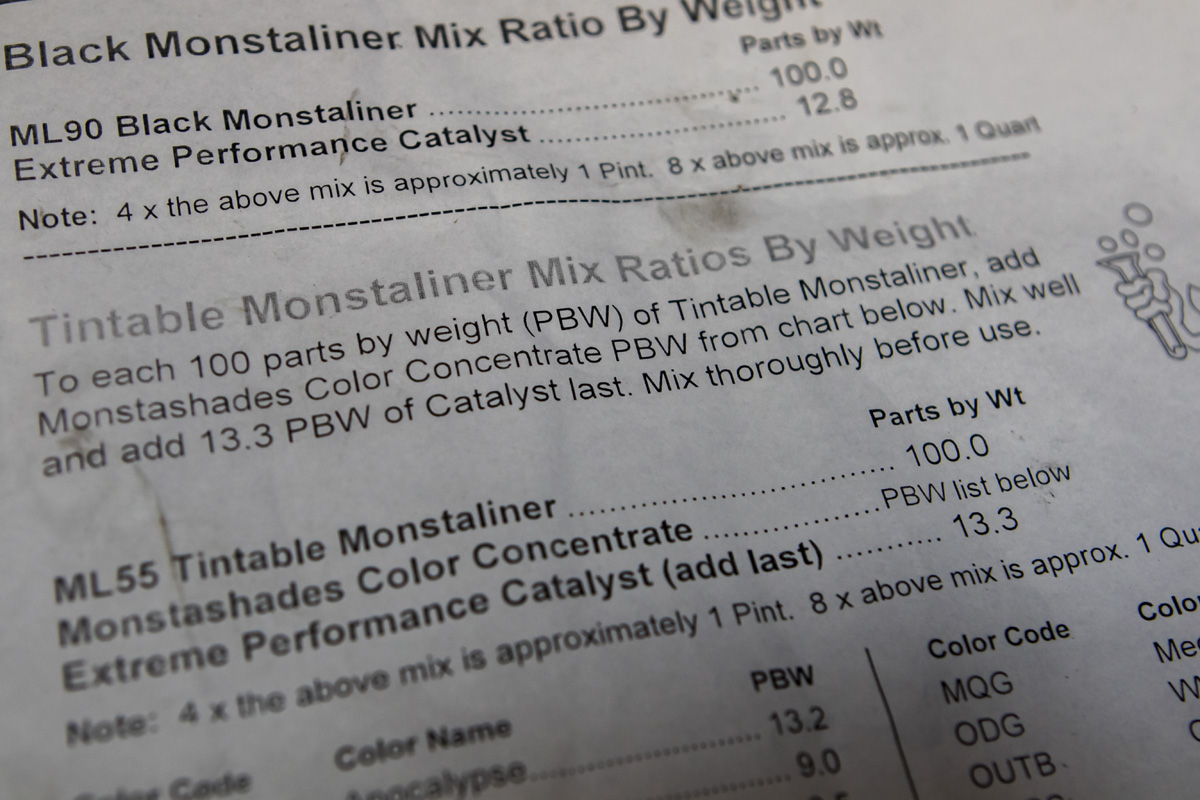 Black Monstaliner Mix Ratio By Weight
Parts by Wt
ML90 Black Monstaliner ........................................ 100.0
Extreme Performance Catalyst .............................. 12.8
Note: 4 x the above mix is approximately 1 Pint. 8 x above mix is approx. 1 Quart
Tintable Monstaliner Mix Ratios By Weight
To each 100 parts by weight (PBW) of Tintable Monstaliner, add
Monstashades Color Concentrate PBW from chart below. Mix well
and add 13.3 PBW of Catalyst last. Mix thoroughly before use.
Parts by Wt
ML55 Tintable Monstaliner ........................................ 100.0
Monstashades Color Concentrate .....................PBW list below
Extreme Performance Catalyst (add last) ............ 13.3
Note: 4 x the above mix is approximately 1 Pint. 8 x above mix is approx. 1 Qu
Color Code Color Name PBW
Apocalypse.......................... 13.2
9.0
Color Code Color
MQG
ODG
OUTB